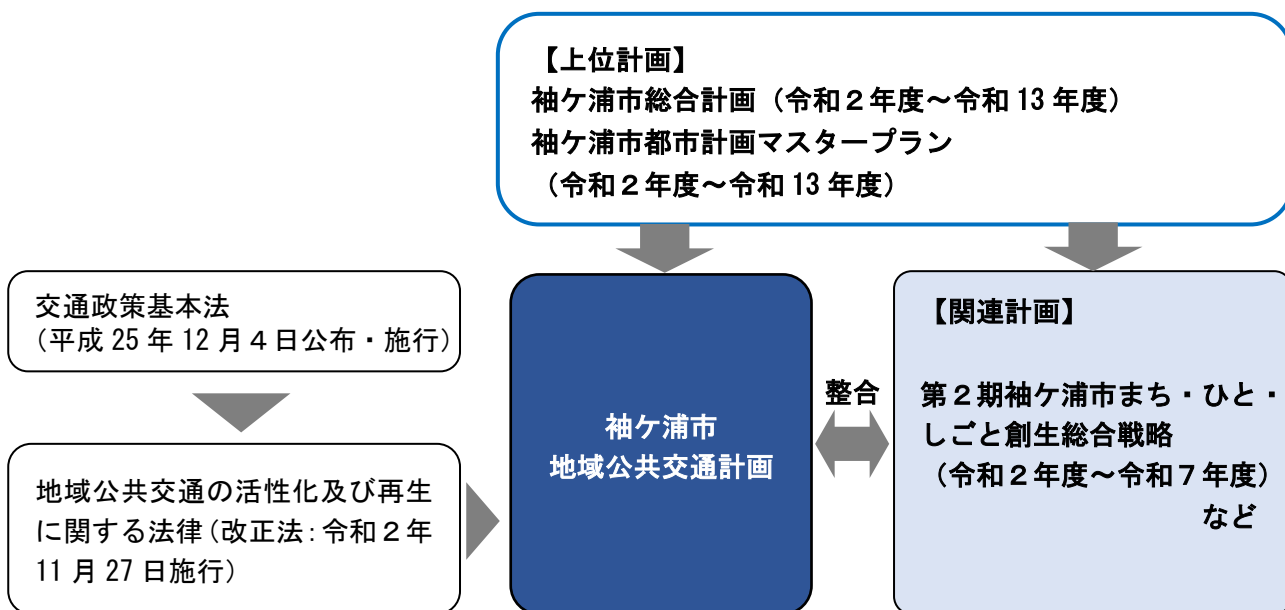 【上位計画】
袖ケ浦市総合計画（令和２年度～令和 13 年度）
袖ケ浦市都市計画マスタープラン
（令和２年度～令和 13 年度）
交通政策基本法
（平成 25 年 12 月４日公布・施行）
地域公共交通の活性化及び再生
に関する法律（改正法：令和２年
11 月 27 日施行）
袖ケ浦市
地域公共交通計画
整合
【関連計画】
第２期袖ケ浦市まち・ひと・
しごと創生総合戦略
（令和２年度～令和７年度）
など